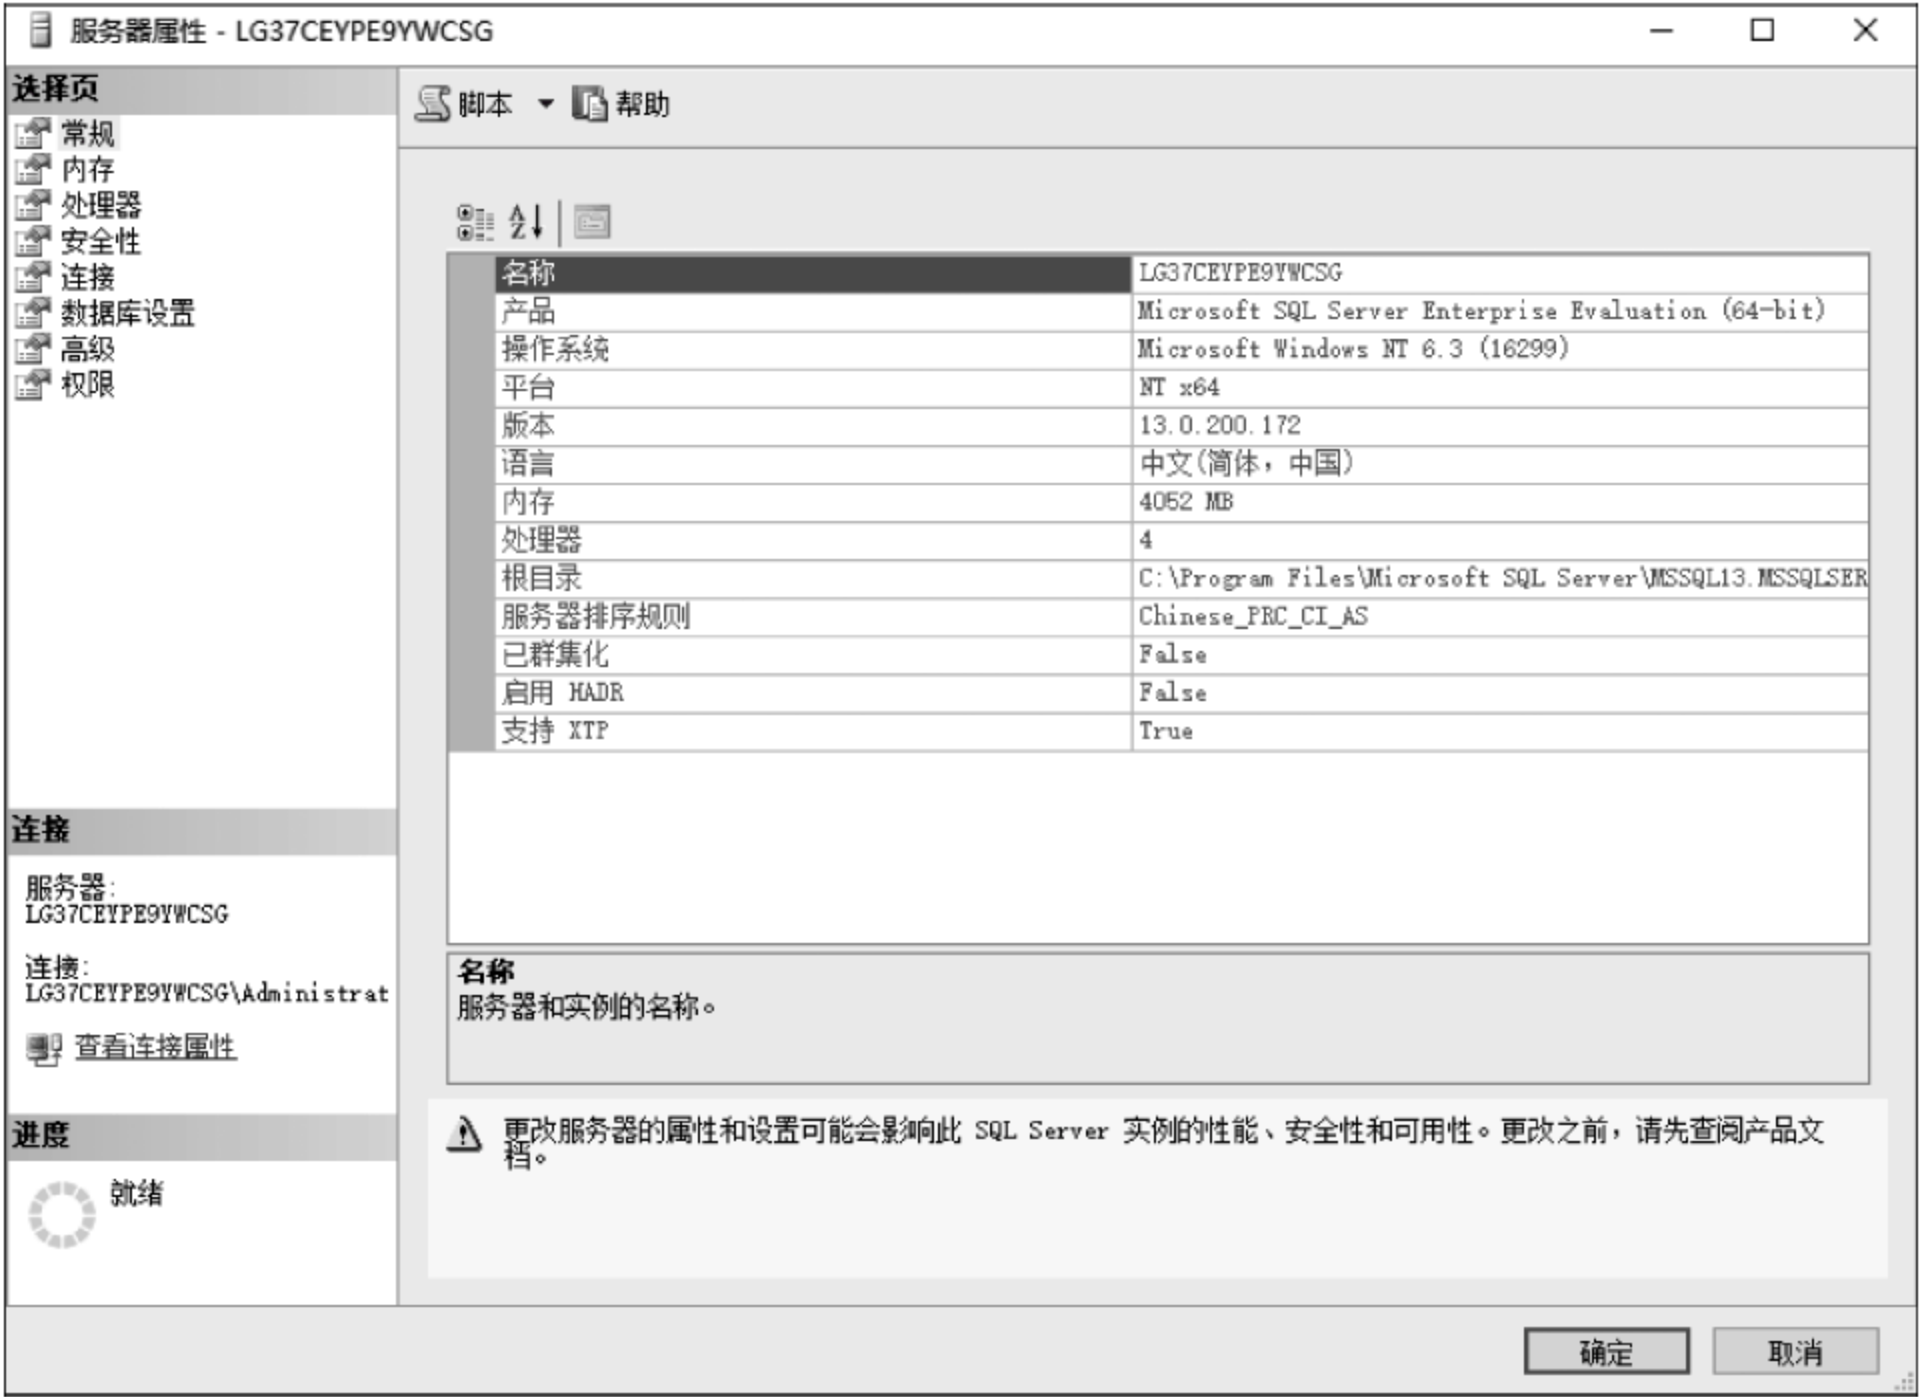 服务器属性 - LG37CEYPE9YWCSG
选择页
常规
内存
处理器
安全性
连接
数据库设置
高级
权限
脚本
帮助
名称 LG37CEYPE9YWCSG
产品 Microsoft SQL Server Enterprise Evaluation (64-bit)
操作系统 Microsoft Windows NT 6.3 (16299)
平台 NT x64
版本 13.0.200.172
语言 中文(简体，中国)
内存 4052 MB
处理器 4
根目录 C:\Program Files\Microsoft SQL Server\MSSQL13.MSSQLSER
服务器排序规则 Chinese_PRC_CI_AS
已群集化 False
启用 HADR False
支持 XTP True
连接
服务器:
LG37CEYPE9YWCSG
连接:
LG37CEYPE9YWCSG\Administrat
查看连接属性
名称
服务器和实例的名称。
进度
就绪
更改服务器的属性和设置可能会影响此 SQL Server 实例的性能、安全性和可用性。更改之前，请先查阅产品文
档。
确定
取消